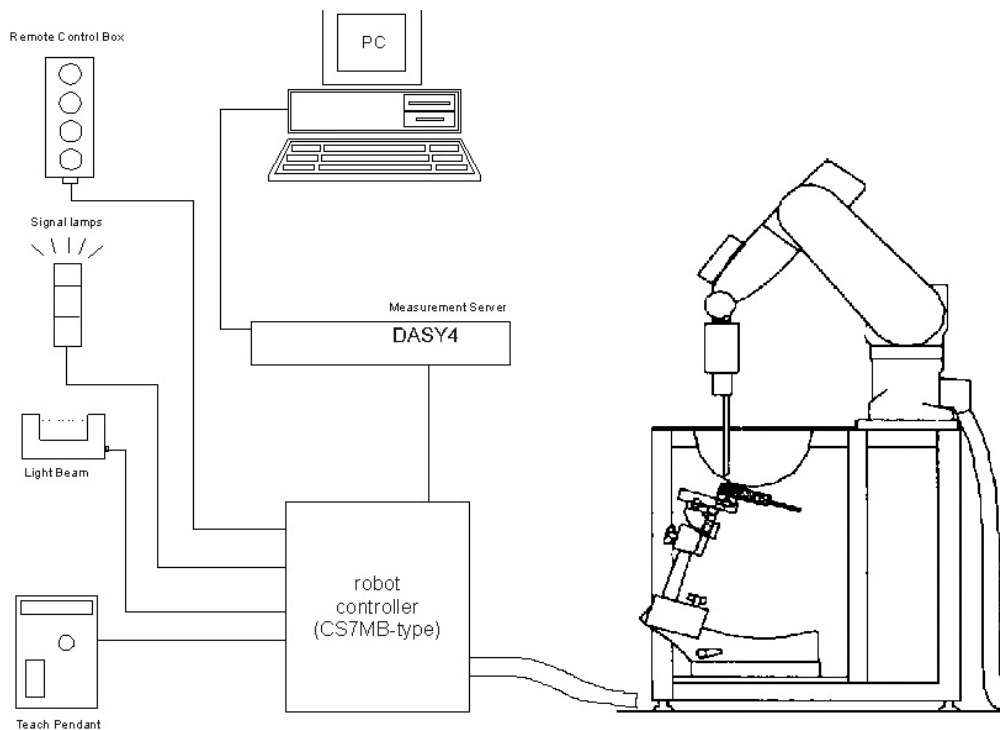 Remote Control Box
PC
Signal lamps
Measurement Server
DASY4
Light Beam
robot
controller
(CS7MB-type)
Teach Pendant